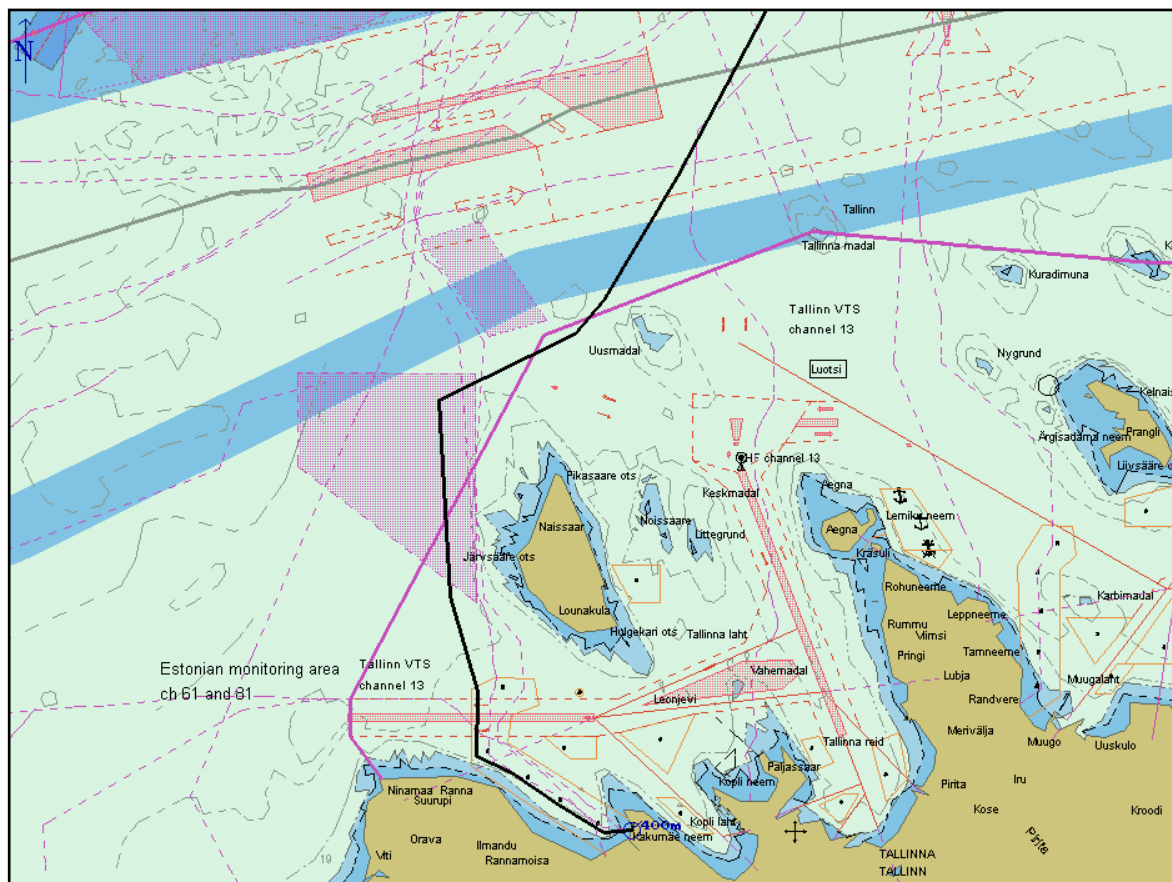 N
Tallinn
Tallinna madal
Kuradimuna
Tallinn VTS
channel 13
Uusmadal
Nygrund
Luotsi
Kelnais
Prangli
Ärgisadama neem
Liivsääre o
Pikasaare ots
HF channel 13
Aegna
Keskmadal
Lemiku neem
Naissaar
Noissaare
Littegrund
Aegna
Krasuli
Järvsääre ots
Rohuneeme
Lounakula
Leppneeme
Karbimadal
Rummu
Viimsi
Hulgekari ots
Tallinna laht
Pringi
Tamneeme
Estonian monitoring area
ch 61 and 81
Tallinn VTS
channel 13
Vahemadal
Lubja
Muugalaht
Leonjevi
Randvere
Merivälja
Tallinna reid
Muugo
Uuskulo
Paljassaar
Kopli neem
Iru
Ninamaa Ranna
Pirita
Suurupi
Kose
Kroodi
Kopli laht
400m
Kakumäe neem
Orava
Ilmandu
Viti
Rannamoisa
Pirita
19
TALLINNA
TALLINN